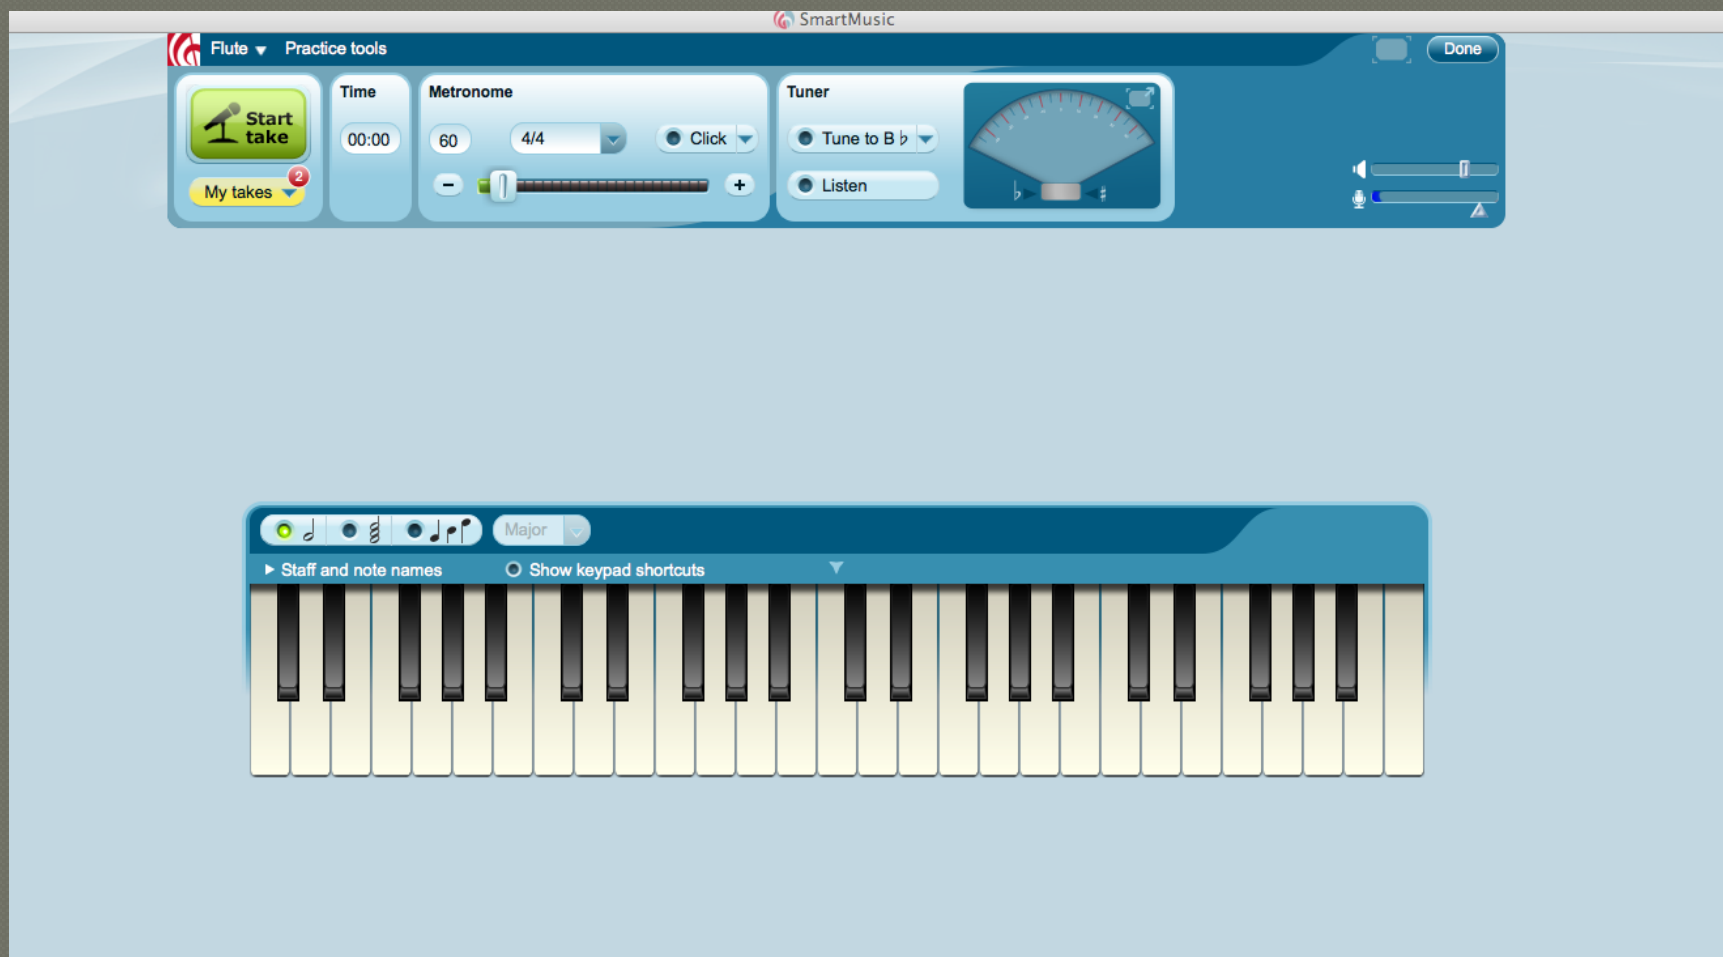 SmartMusic
Flute Practice tools Done
Start take
My takes 2
Time
00:00
Metronome
60 4/4 Click
- +
Tuner
Tune to B ♭
Listen
♭ ♯
Major
Staff and note names Show keypad shortcuts